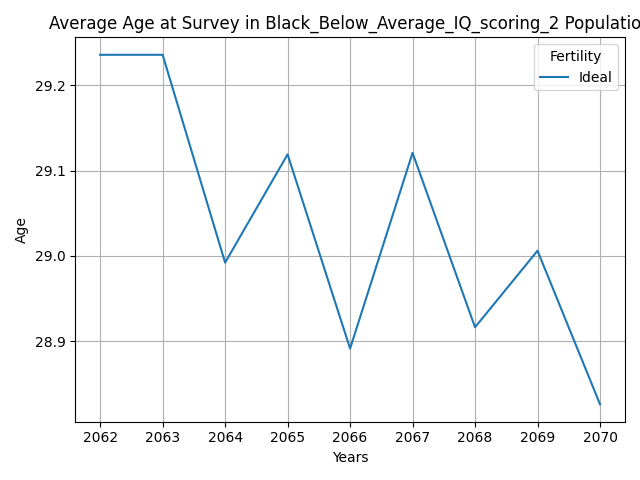 Average Age at Survey in Black_Below_Average_IQ_scoring_2 Populatio
Fertility
Ideal
29.2
29.1
29.0
28.9
Age
2062 2063 2064 2065 2066 2067 2068 2069 2070
Years